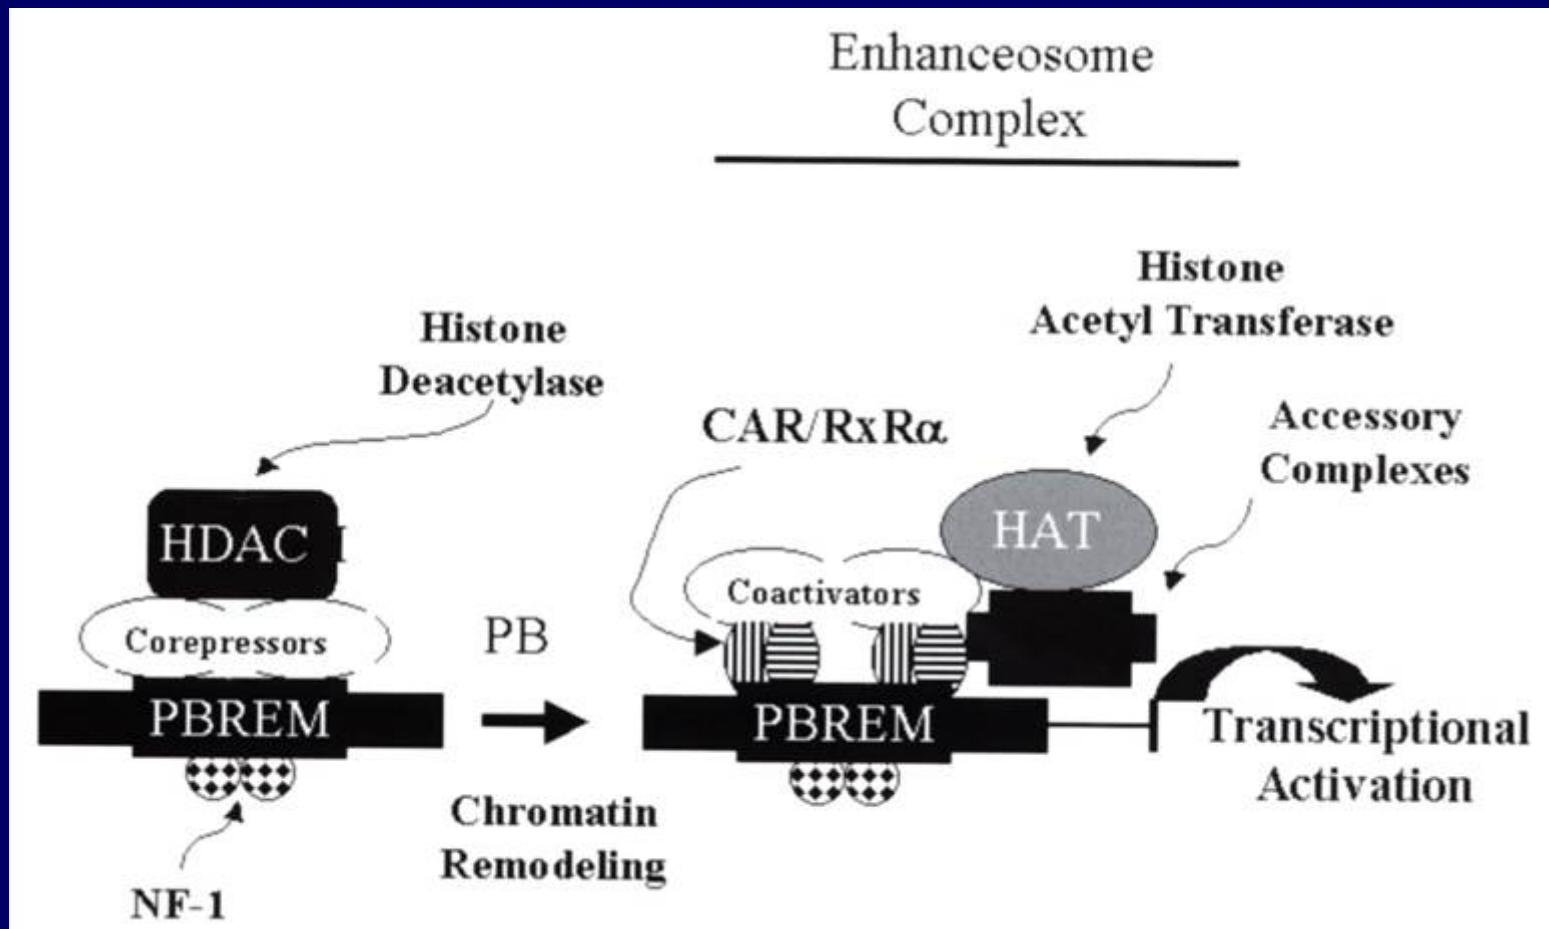 Enhanceosome
Complex
Histone
Acetyl Transferase
Histone
Deacetylase
CAR/RxRα
Accessory
Complexes
HDAC I
HAT
Coactivators
Corepressors
PB
PBREM
PBREM
Transcriptional
Activation
Chromatin
Remodeling
NF-1